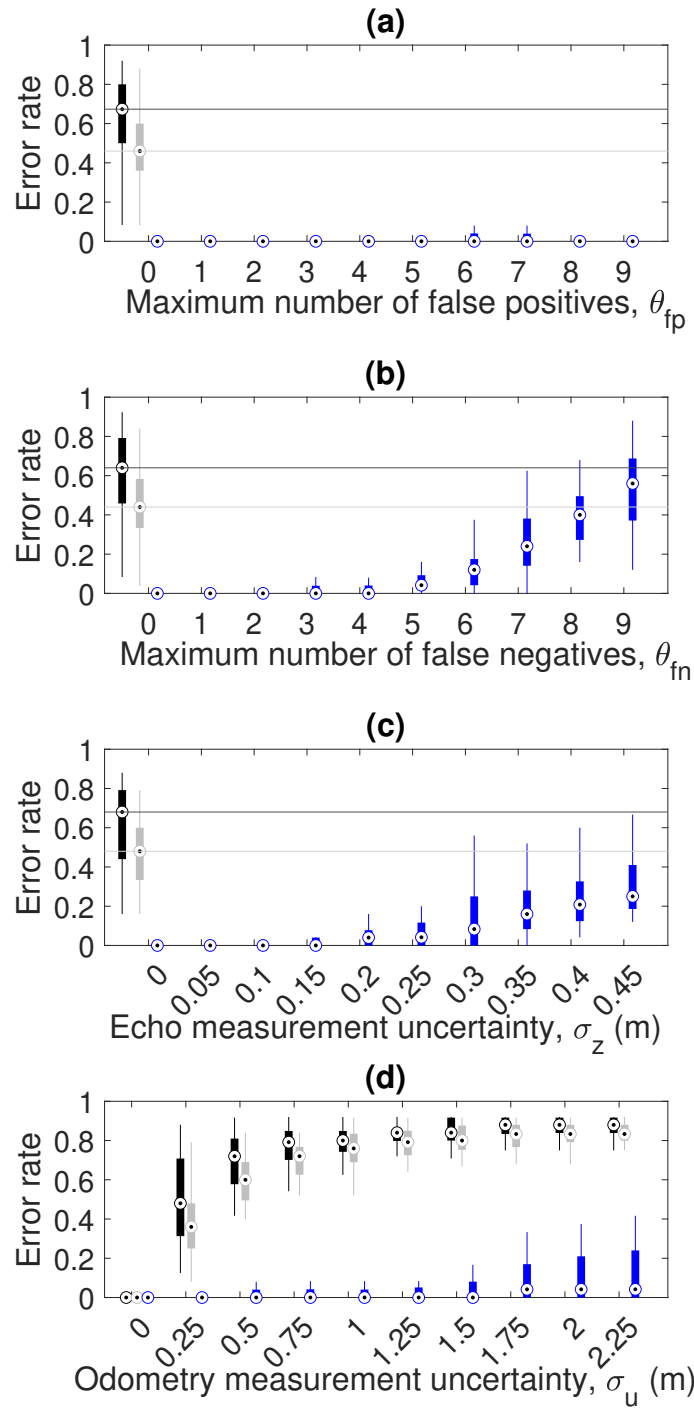 (a)
Error rate
1
0.8
0.6
0.4
0.2
0
0 1 2 3 4 5 6 7 8 9
Maximum number of false positives, θfp
(b)
Error rate
1
0.8
0.6
0.4
0.2
0
0 1 2 3 4 5 6 7 8 9
Maximum number of false negatives, θfn
(c)
Error rate
1
0.8
0.6
0.4
0.2
0
0 0.05 0.1 0.15 0.2 0.25 0.3 0.35 0.4 0.45
Echo measurement uncertainty, σz (m)
(d)
Error rate
1
0.8
0.6
0.4
0.2
0
0 0.25 0.5 0.75 1 1.25 1.5 1.75 2 2.25
Odometry measurement uncertainty, σu (m)